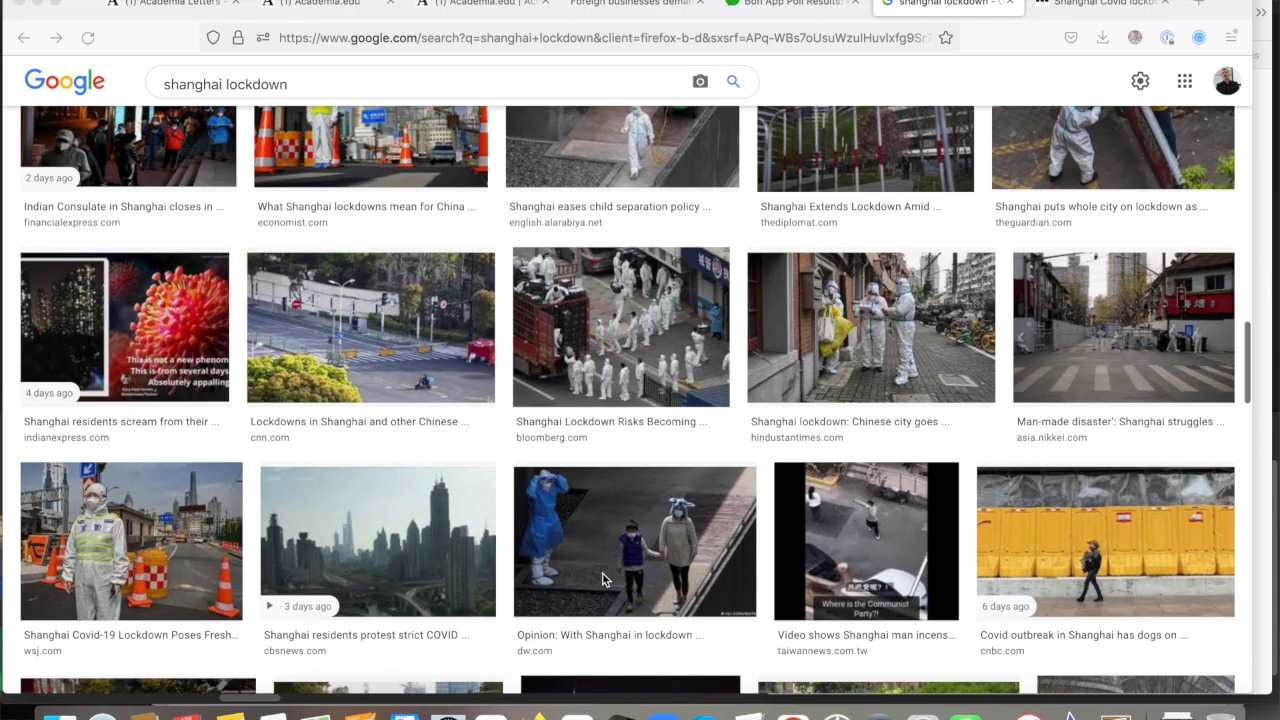 (1) Academia Letters -
(1) Academia.edu
(1) Academia.edu | Acc
Foreign businesses demand
Bon App Poll Results:
shanghai lockdown - G
Shanghai Covid lockdo
https://www.google.com/search?q=shanghai+lockdown&client=firefox-b-d&sxsrf=
Google
shanghai lockdown
2 days ago
Indian Consulate in Shanghai closes in ...
financialexpress.com
What Shanghai lockdowns mean for China ...
economist.com
Shanghai eases child separation policy ...
english.alarabiya.net
Shanghai Extends Lockdown Amid ...
thediplomat.com
Shanghai puts whole city on lockdown as ...
theguardian.com
This is not a new phenom
This is from several days
Absolutely appalling
4 days ago
Shanghai residents scream from their ...
indianexpress.com
Lockdowns in Shanghai and other Chinese ...
cnn.com
Shanghai Lockdown Risks Becoming ...
bloomberg.com
Shanghai lockdown: Chinese city goes ...
hindustantimes.com
Man-made disaster': Shanghai struggles ...
asia.nikkei.com
3 days ago
Where is the Communist
Party?!
6 days ago
Shanghai Covid-19 Lockdown Poses Fresh...
wsj.com
Shanghai residents protest strict COVID ...
cbsnews.com
Opinion: With Shanghai in lockdown ...
dw.com
Video shows Shanghai man incens...
taiwannews.com.tw
Covid outbreak in Shanghai has dogs on ...
cnbc.com